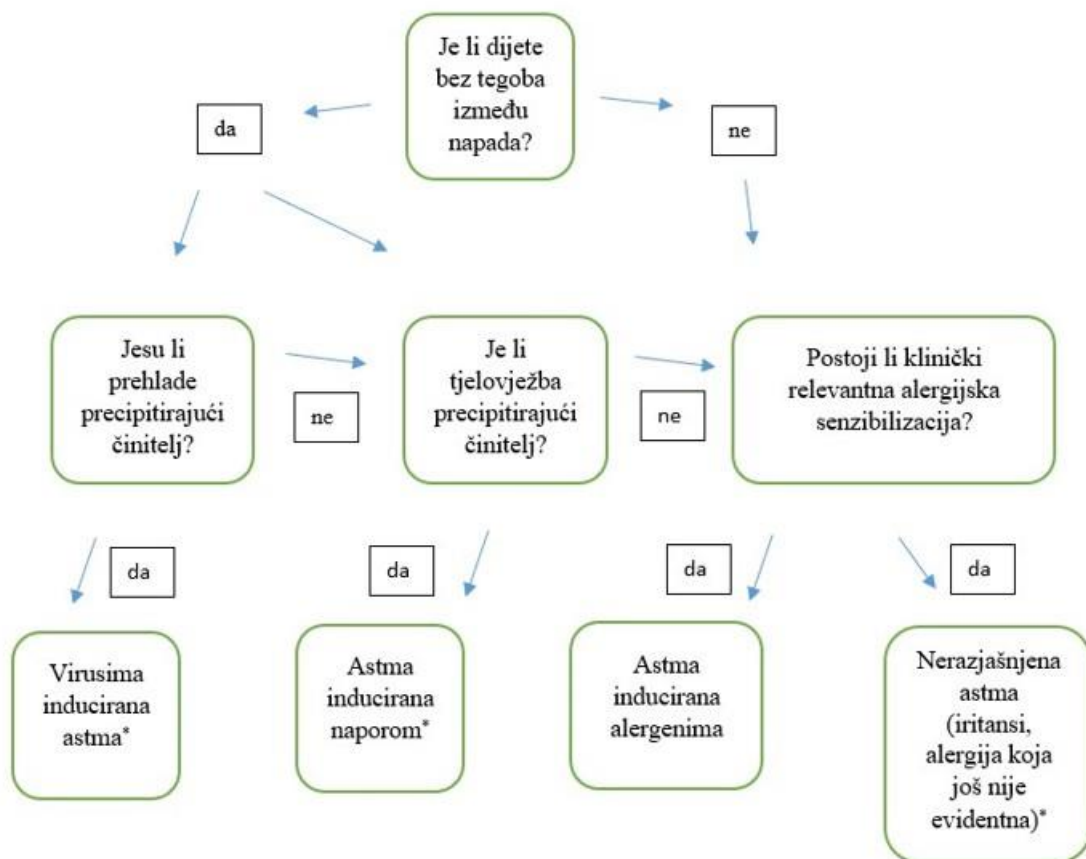 Je li dijete
bez tegoba
između
napada?
da
ne
Jesu li
prehlade
precipitirajući
činitelj?
ne
Je li
tjelovježba
precipitirajući
činitelj?
ne
Postoji li klinički
relevantna alergijska
senzibilizacija?
da
da
da
da
Virusima
inducirana
astma*
Astma
inducirana
naporom*
Astma
inducirana
alergenima
Nerazjašnjena
astma
(iritansi,
alergija koja
još nije
evidentna)*